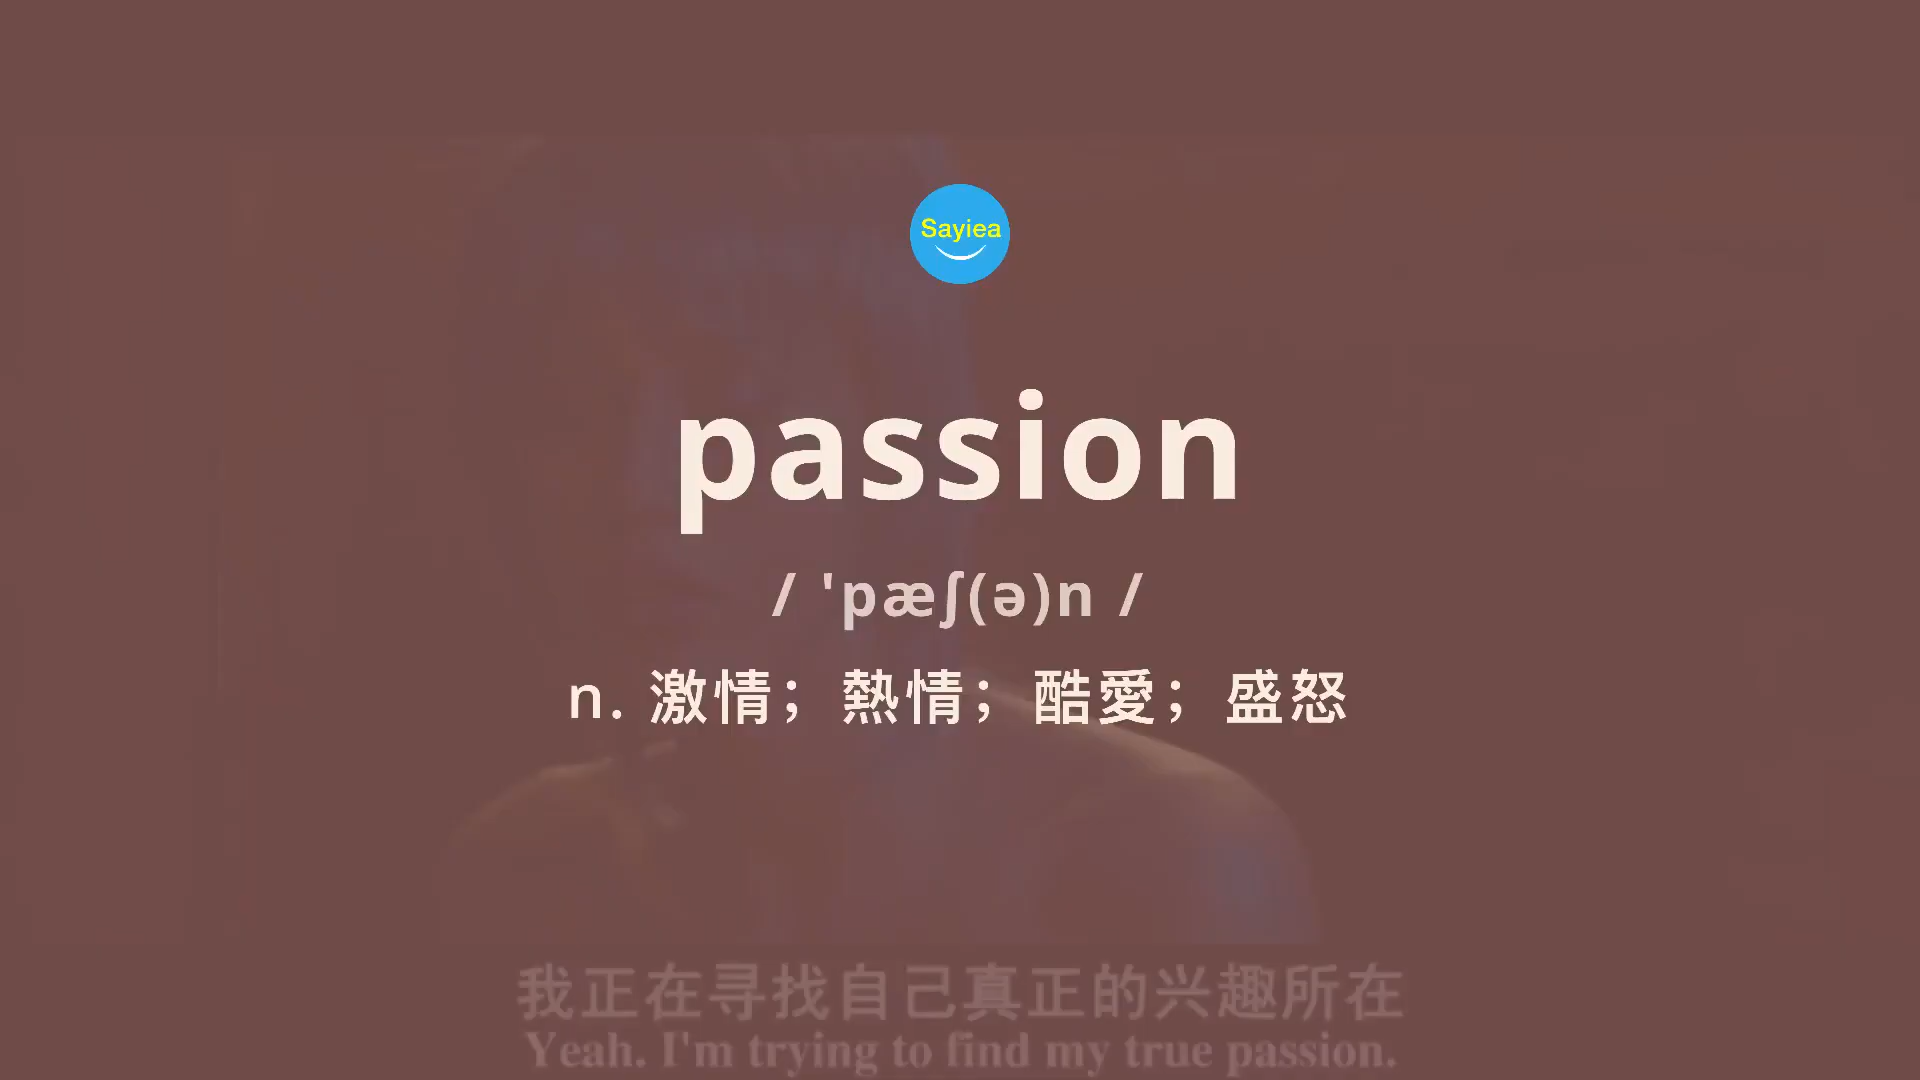 Sayiea
passion
/ ˈpæʃ(ə)n /
n. 激情；熱情；酷愛；盛怒
我正在寻找自己真正的兴趣所在
Yeah. I'm trying to find my true passion.